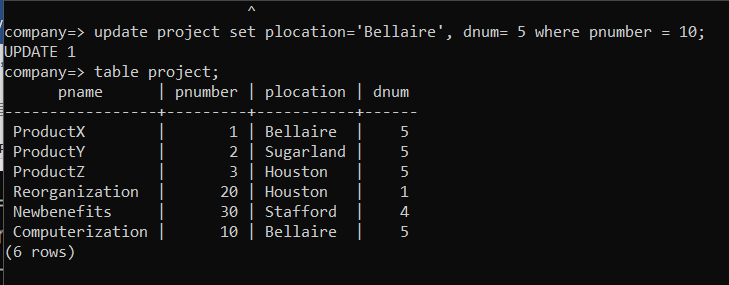 ^
company=> update project set plocation='Bellaire', dnum= 5 where pnumber = 10;
UPDATE 1
company=> table project;
pname | pnumber | plocation | dnum
----------------+---------+-----------+------
ProductX | 1 | Bellaire | 5
ProductY | 2 | Sugarland | 5
ProductZ | 3 | Houston | 5
Reorganization | 20 | Houston | 1
Newbenefits | 30 | Stafford | 4
Computerization | 10 | Bellaire | 5
(6 rows)